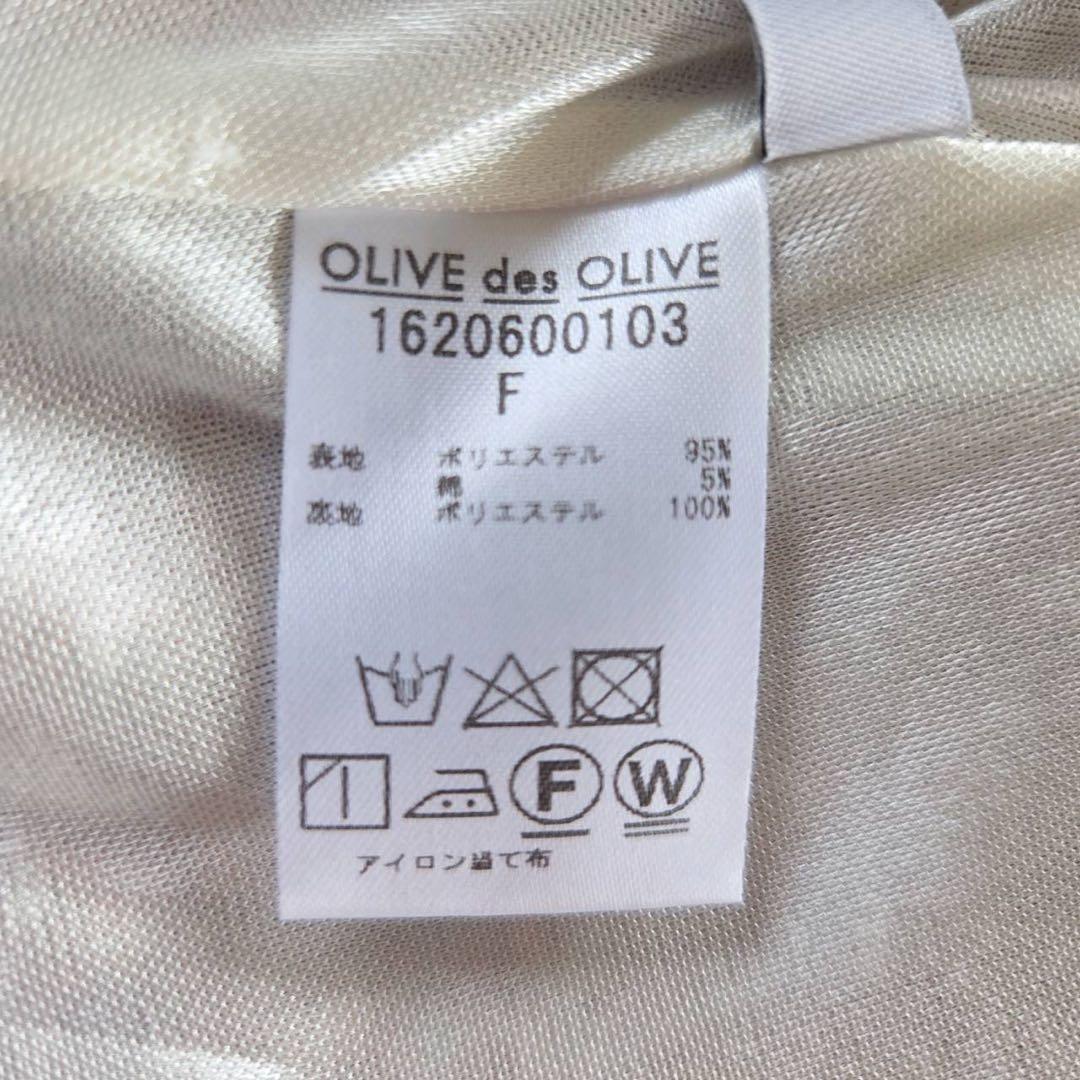 OLIVE des OLIVE
1620600103
F
表地 ポリエステル 95%
綿 5%
裏地 ポリエステル 100%
F W
アイロン当て布